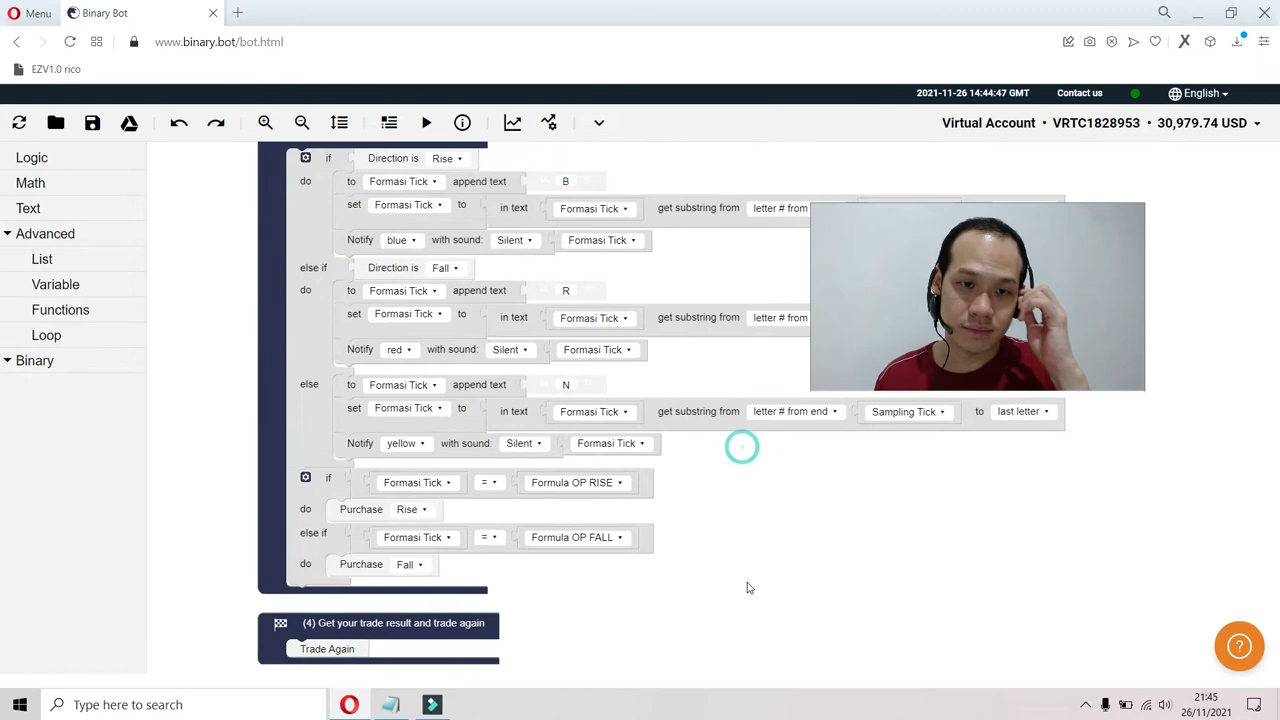 Menu
Binary Bot
www.binary.bot/bot.html
EZV1.0 rico
2021-11-26 14:44:47 GMT Contact us English
Virtual Account • VRTC1828953 • 30,979.74 USD
Logic
Math
Text
Advanced
List
Variable
Functions
Loop
Binary
if Direction is Rise
do to Formasi Tick append text B
set Formasi Tick to in text Formasi Tick get substring from letter # from
Notify blue with sound: Silent Formasi Tick
else if Direction is Fall
do to Formasi Tick append text R
set Formasi Tick to in text Formasi Tick get substring from letter # from
Notify red with sound: Silent Formasi Tick
else to Formasi Tick append text N
set Formasi Tick to in text Formasi Tick get substring from letter # from end Sampling Tick to last letter
Notify yellow with sound: Silent Formasi Tick
if Formasi Tick = Formula OP RISE
do Purchase Rise
else if Formasi Tick = Formula OP FALL
do Purchase Fall
(4) Get your trade result and trade again
Trade Again
Type here to search
21:45
26/11/2021